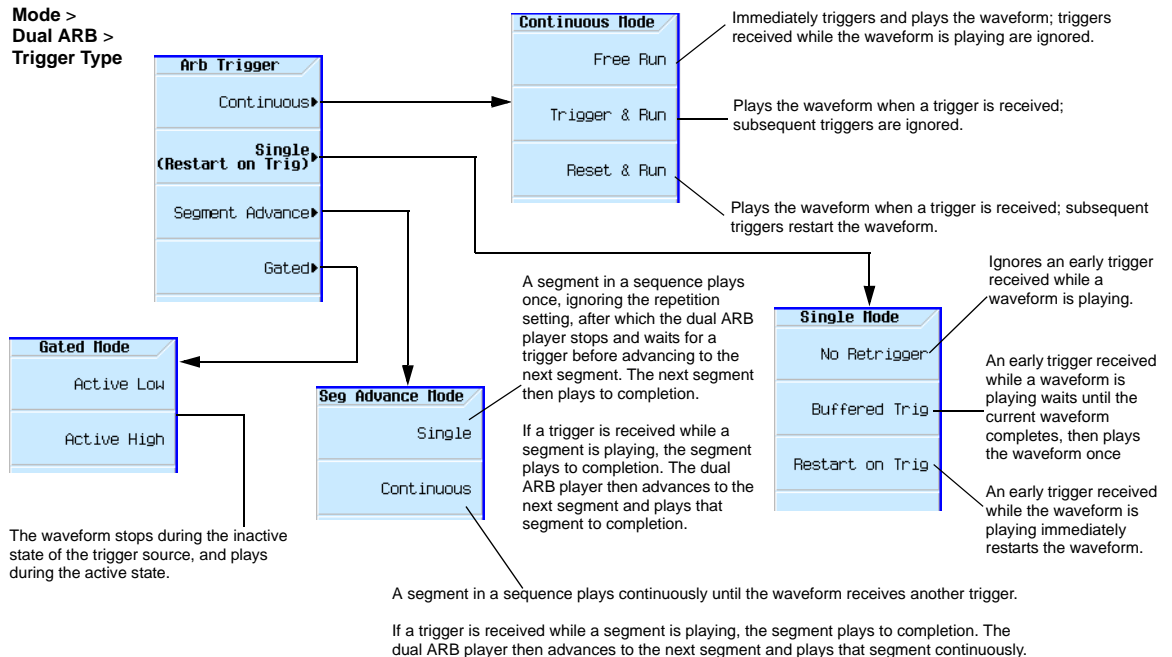 Mode >
Dual ARB >
Trigger Type
Arb Trigger
Continuous
Single
(Restart on Trig)
Segment Advance
Gated
Continuous Mode
Free Run
Trigger & Run
Reset & Run
Immediately triggers and plays the waveform; triggers
received while the waveform is playing are ignored.
Plays the waveform when a trigger is received;
subsequent triggers are ignored.
Plays the waveform when a trigger is received; subsequent
triggers restart the waveform.
Gated Mode
Active Low
Active High
The waveform stops during the inactive
state of the trigger source, and plays
during the active state.
Seg Advance Mode
Single
Continuous
A segment in a sequence plays
once, ignoring the repetition
setting, after which the dual ARB
player stops and waits for a
trigger before advancing to the
next segment. The next segment
then plays to completion.
If a trigger is received while a
segment is playing, the segment
plays to completion. The dual
ARB player then advances to the
next segment and plays that
segment to completion.
Single Mode
No Retrigger
Buffered Trig
Restart on Trig
Ignores an early trigger
received while a
waveform is playing.
An early trigger received
while a waveform is
playing waits until the
current waveform
completes, then plays
the waveform once
An early trigger received
while the waveform is
playing immediately
restarts the waveform.
A segment in a sequence plays continuously until the waveform receives another trigger.
If a trigger is received while a segment is playing, the segment plays to completion. The
dual ARB player then advances to the next segment and plays that segment continuously.